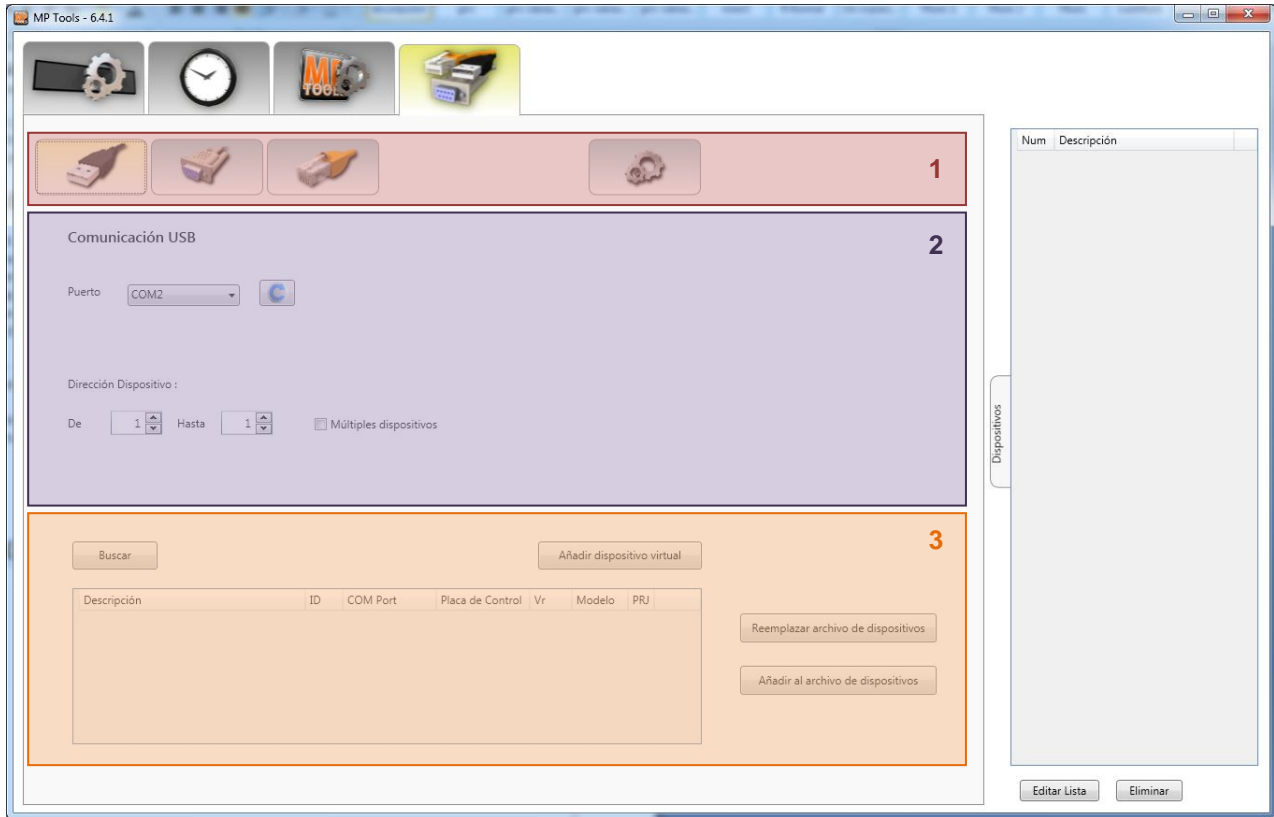 MP Tools - 6.4.1
MP
TOOLS
1
Num Descripción
Comunicación USB
2
Puerto COM2
Dirección Dispositivo :
De 1 Hasta 1 Múltiples dispositivos
Dispositivos
3
Buscar Añadir dispositivo virtual
Descripción ID COM Port Placa de Control Vr Modelo PRJ
Reemplazar archivo de dispositivos
Añadir al archivo de dispositivos
Editar Lista Eliminar